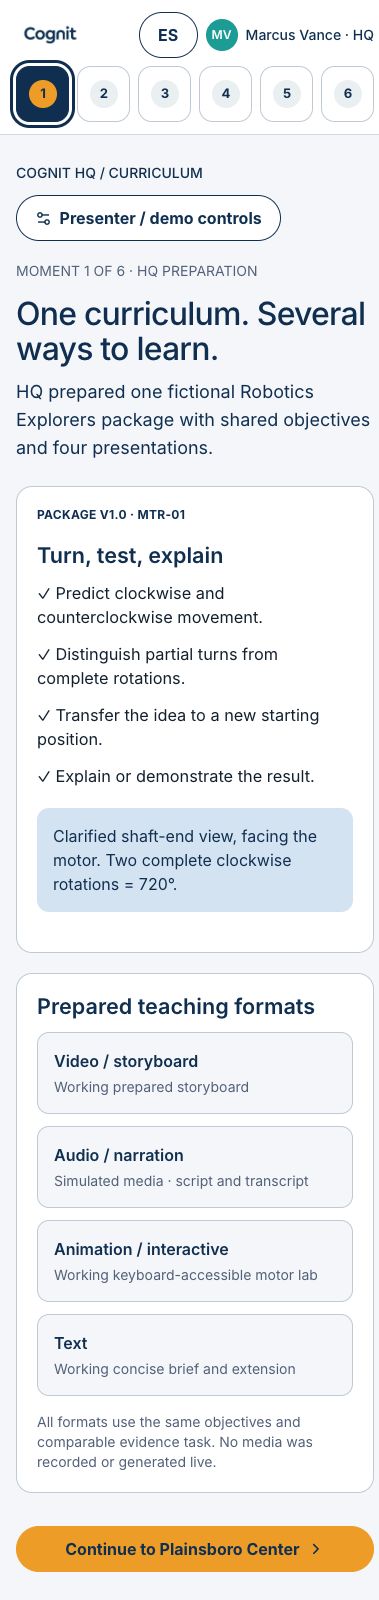 Cognit
ES
MV
Marcus Vance · HQ
1
2
3
4
5
6
COGNIT HQ / CURRICULUM
Presenter / demo controls
MOMENT 1 OF 6 · HQ PREPARATION
One curriculum. Several
ways to learn.
HQ prepared one fictional Robotics
Explorers package with shared objectives
and four presentations.
PACKAGE V1.0 · MTR-01
Turn, test, explain
✓ Predict clockwise and
counterclockwise movement.
✓ Distinguish partial turns from
complete rotations.
✓ Transfer the idea to a new starting
position.
✓ Explain or demonstrate the result.
Clarified shaft-end view, facing the
motor. Two complete clockwise
rotations = 720°.
Prepared teaching formats
Video / storyboard
Working prepared storyboard
Audio / narration
Simulated media · script and transcript
Animation / interactive
Working keyboard-accessible motor lab
Text
Working concise brief and extension
All formats use the same objectives and
comparable evidence task. No media was
recorded or generated live.
Continue to Plainsboro Center